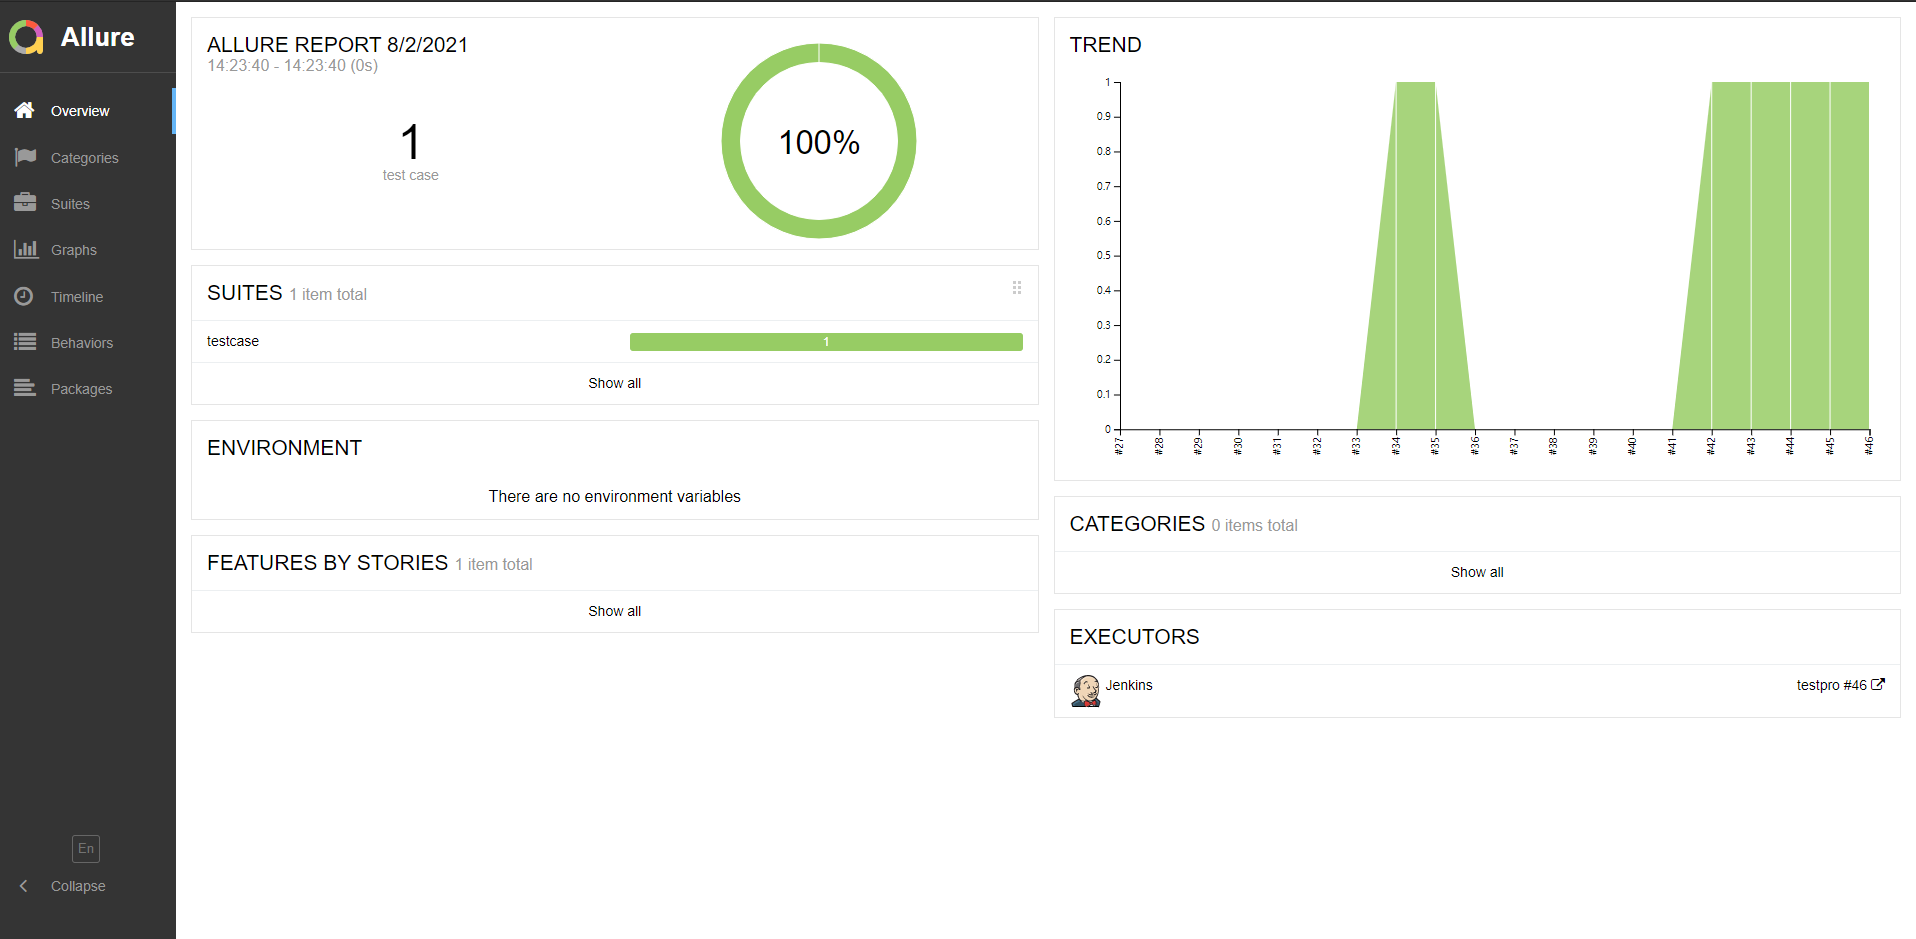 Allure
Overview
Categories
Suites
Graphs
Timeline
Behaviors
Packages
En
Collapse
ALLURE REPORT 8/2/2021
14:23:40 - 14:23:40 (0s)
1
test case
100%
SUITES 1 item total
testcase 1
Show all
ENVIRONMENT
There are no environment variables
FEATURES BY STORIES 1 item total
Show all
TREND
1
0.9
0.8
0.7
0.6
0.5
0.4
0.3
0.2
0.1
0
#27 #28 #29 #30 #31 #32 #33 #34 #35 #36 #37 #38 #39 #40 #41 #42 #43 #44 #45 #46
CATEGORIES 0 items total
Show all
EXECUTORS
Jenkins testpro #46